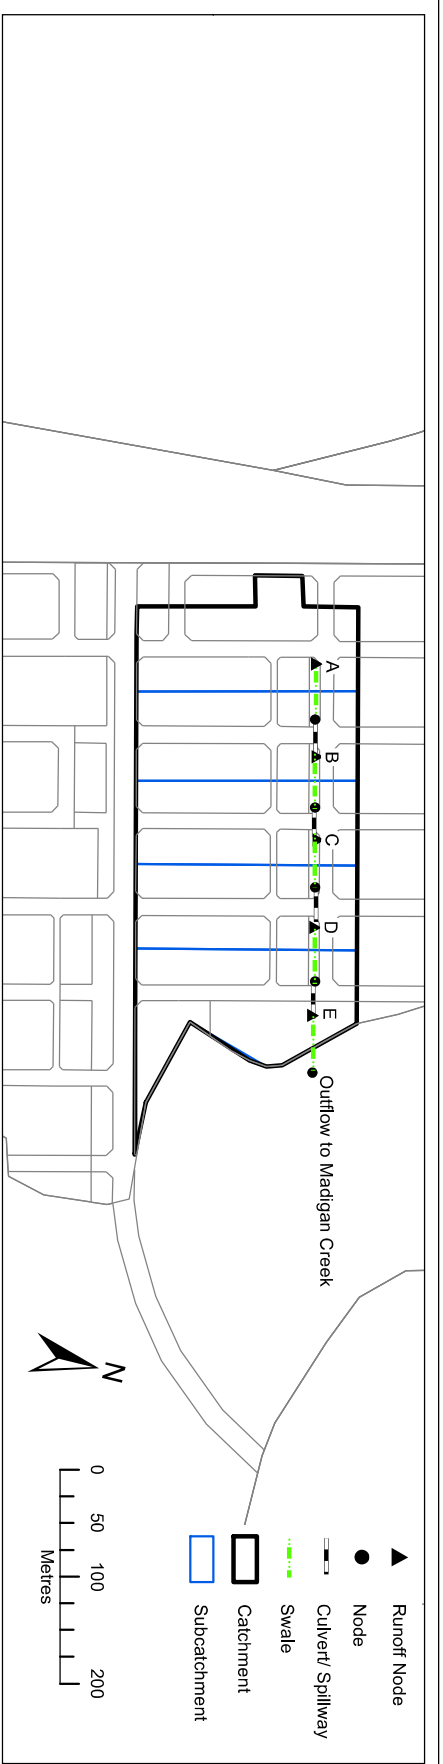 A
B
C
D
E
Outflow to Madigan Creek
N
0 50 100 200
Metres
Runoff Node
Node
Culvert/ Spillway
Swale
Catchment
Subcatchment